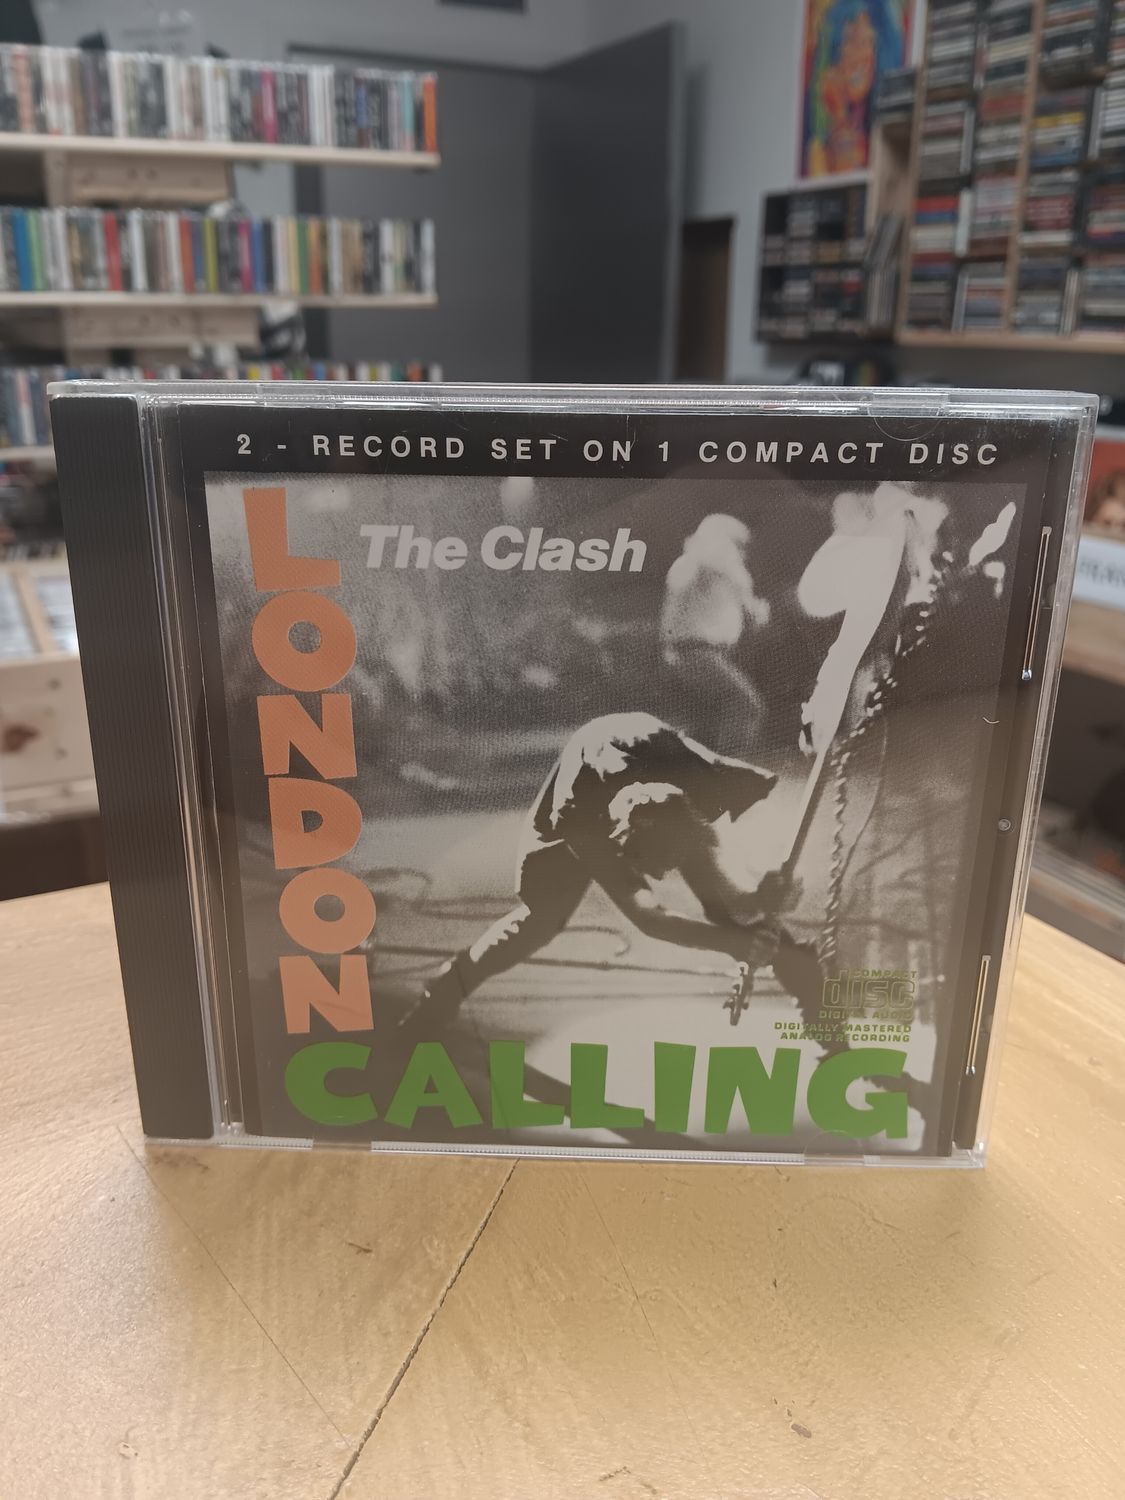 2 - RECORD SET ON 1 COMPACT DISC
The Clash
LONDON
CALLING
COMPACT
disc
DIGITAL AUDIO
DIGITALLY MASTERED
ANALOG RECORDING